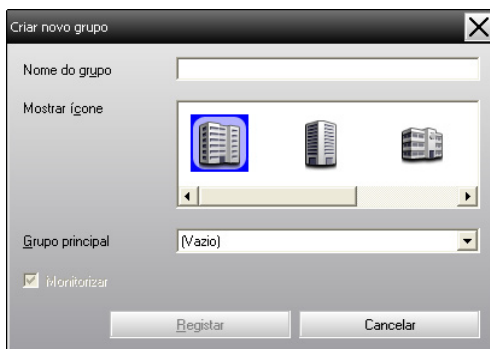 Criar novo grupo
Nome do grupo
Mostrar ícone
Grupo principal
(Vazio)
Monitorizar
Registar
Cancelar